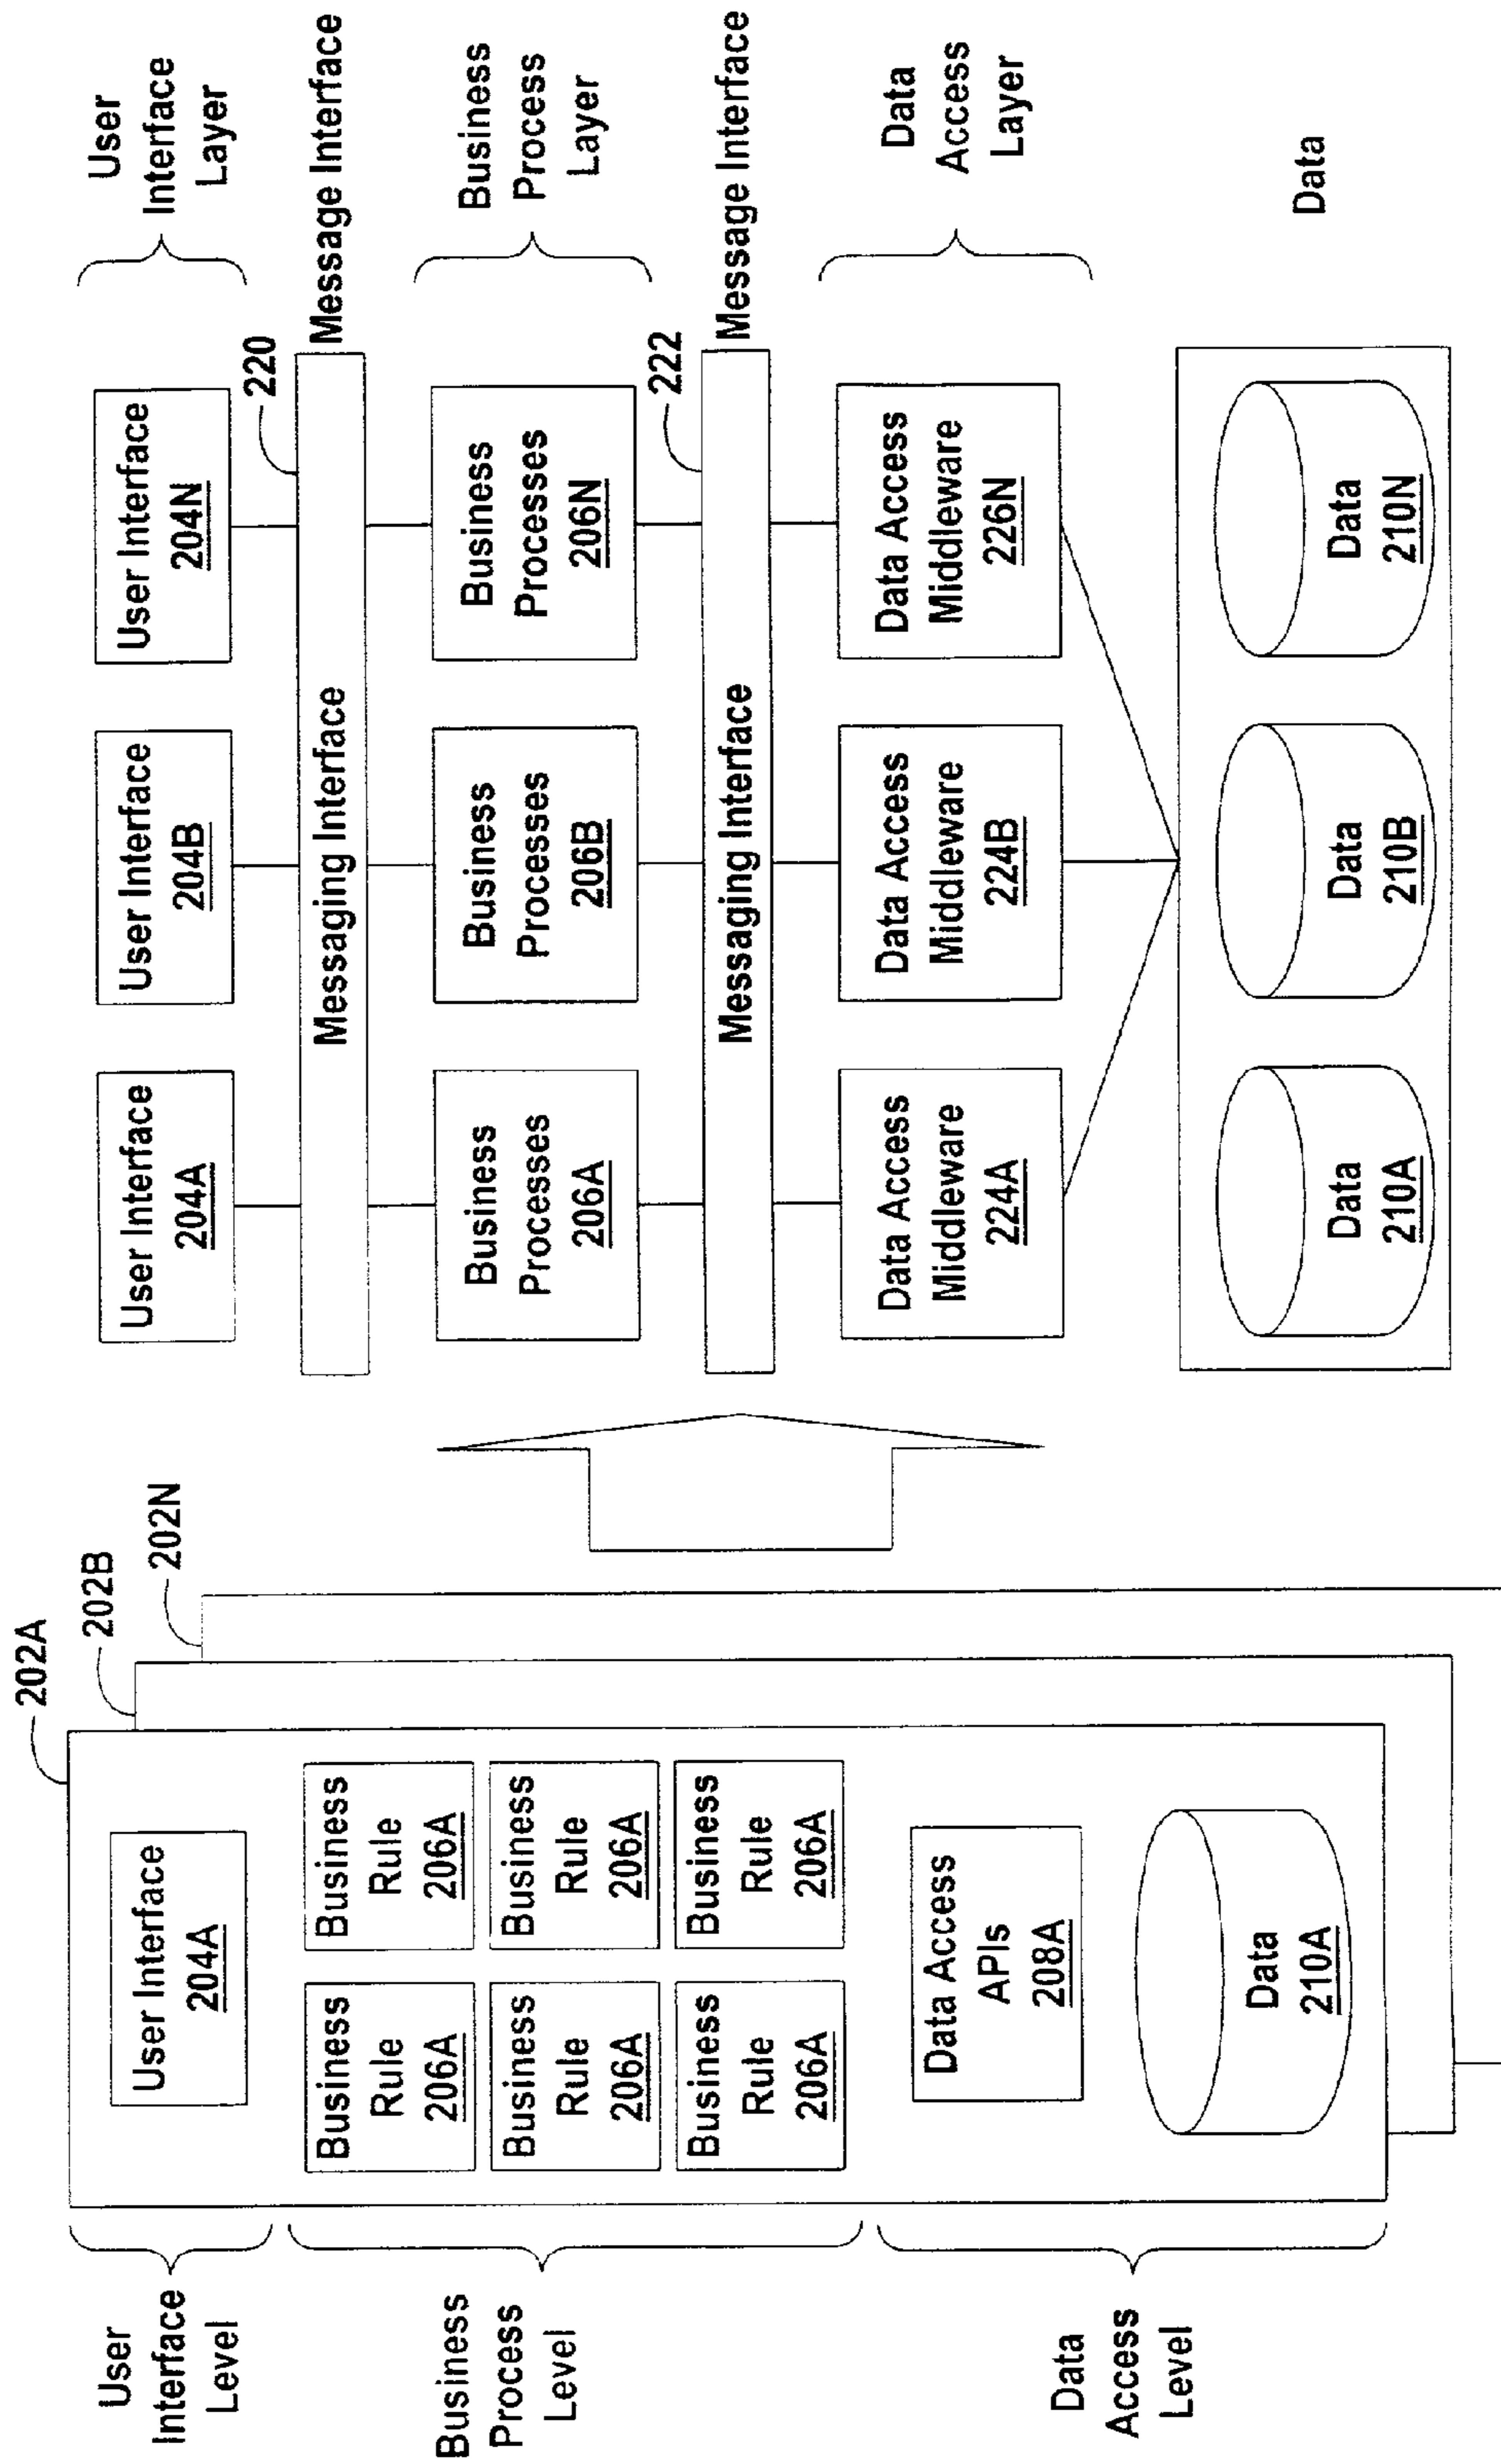 202A
202B
202N
User
Interface
Level
User Interface
204A
Business
Process
Level
Business
Rule
206A
Business
Rule
206A
Business
Rule
206A
Business
Rule
206A
Business
Rule
206A
Business
Rule
206A
Data
Access
Level
Data Access
APIs
208A
Data
210A
User Interface
204A
User Interface
204B
User Interface
204N
User
Interface
Layer
220
Messaging Interface
Message Interface
Business
Processes
206A
Business
Processes
206B
Business
Processes
206N
Business
Process
Layer
222
Messaging Interface
Message Interface
Data Access
Middleware
224A
Data Access
Middleware
224B
Data Access
Middleware
226N
Data
Access
Layer
Data
210A
Data
210B
Data
210N
Data